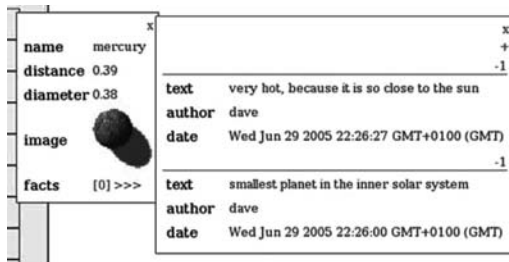 x
name mercury
distance 0.39
diameter 0.38
image
facts [0] >>>
x
+
-1
text very hot, because it is so close to the sun
author dave
date Wed Jun 29 2005 22:26:27 GMT+0100 (GMT)
-1
text smallest planet in the inner solar system
author dave
date Wed Jun 29 2005 22:26:00 GMT+0100 (GMT)